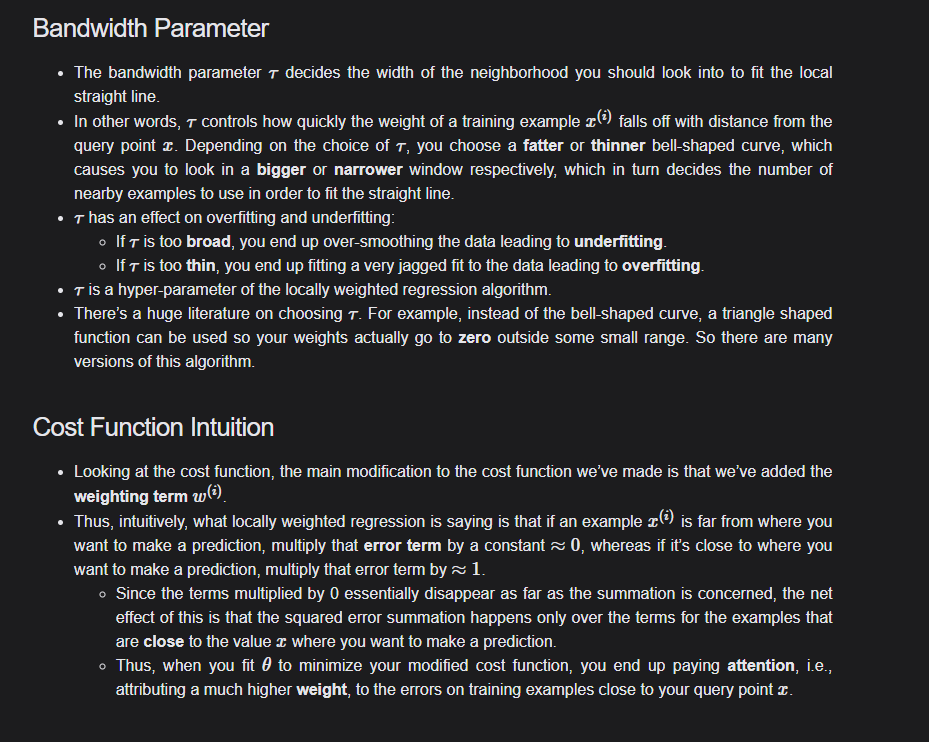 Bandwidth Parameter
• The bandwidth parameter τ decides the width of the neighborhood you should look into to fit the local
straight line.
• In other words, τ controls how quickly the weight of a training example x⁽ⁱ⁾ falls off with distance from the
query point x. Depending on the choice of τ, you choose a fatter or thinner bell-shaped curve, which
causes you to look in a bigger or narrower window respectively, which in turn decides the number of
nearby examples to use in order to fit the straight line.
• τ has an effect on overfitting and underfitting:
◦ If τ is too broad, you end up over-smoothing the data leading to underfitting.
◦ If τ is too thin, you end up fitting a very jagged fit to the data leading to overfitting.
• τ is a hyper-parameter of the locally weighted regression algorithm.
• There's a huge literature on choosing τ. For example, instead of the bell-shaped curve, a triangle shaped
function can be used so your weights actually go to zero outside some small range. So there are many
versions of this algorithm.
Cost Function Intuition
• Looking at the cost function, the main modification to the cost function we've made is that we've added the
weighting term w⁽ⁱ⁾.
• Thus, intuitively, what locally weighted regression is saying is that if an example x⁽ⁱ⁾ is far from where you
want to make a prediction, multiply that error term by a constant ≈ 0, whereas if it's close to where you
want to make a prediction, multiply that error term by ≈ 1.
◦ Since the terms multiplied by 0 essentially disappear as far as the summation is concerned, the net
effect of this is that the squared error summation happens only over the terms for the examples that
are close to the value x where you want to make a prediction.
◦ Thus, when you fit θ to minimize your modified cost function, you end up paying attention, i.e.,
attributing a much higher weight, to the errors on training examples close to your query point x.